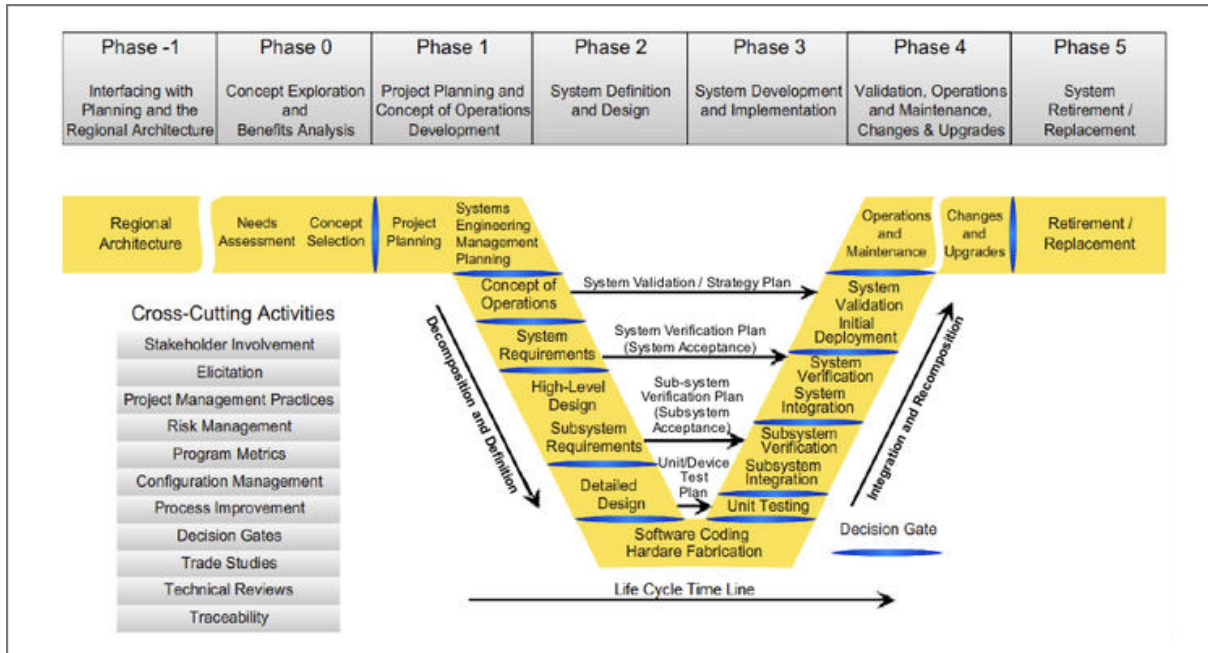 Phase -1
Interfacing with
Planning and the
Regional Architecture
Phase 0
Concept Exploration
and
Benefits Analysis
Phase 1
Project Planning and
Concept of Operations
Development
Phase 2
System Definition
and Design
Phase 3
System Development
and Implementation
Phase 4
Validation, Operations
and Maintenance,
Changes & Upgrades
Phase 5
System
Retirement /
Replacement
Regional
Architecture
Needs
Assessment
Concept
Selection
Project
Planning
Systems
Engineering
Management
Planning
Operations
and
Maintenance
Changes
and
Upgrades
Retirement /
Replacement
Cross-Cutting Activities
Stakeholder Involvement
Elicitation
Project Management Practices
Risk Management
Program Metrics
Configuration Management
Process Improvement
Decision Gates
Trade Studies
Technical Reviews
Traceability
Decomposition and Definition
Concept of
Operations
System
Requirements
High-Level
Design
Subsystem
Requirements
Detailed
Design
System Validation / Strategy Plan
System Verification Plan
(System Acceptance)
Sub-system
Verification Plan
(Subsystem
Acceptance)
Unit/Device
Test
Plan
Software Coding
Hardare Fabrication
System
Validation
Initial
Deployment
System
Verification
System
Integration
Subsystem
Verification
Subsystem
Integration
Unit Testing
Integration and Recomposition
Decision Gate
Life Cycle Time Line